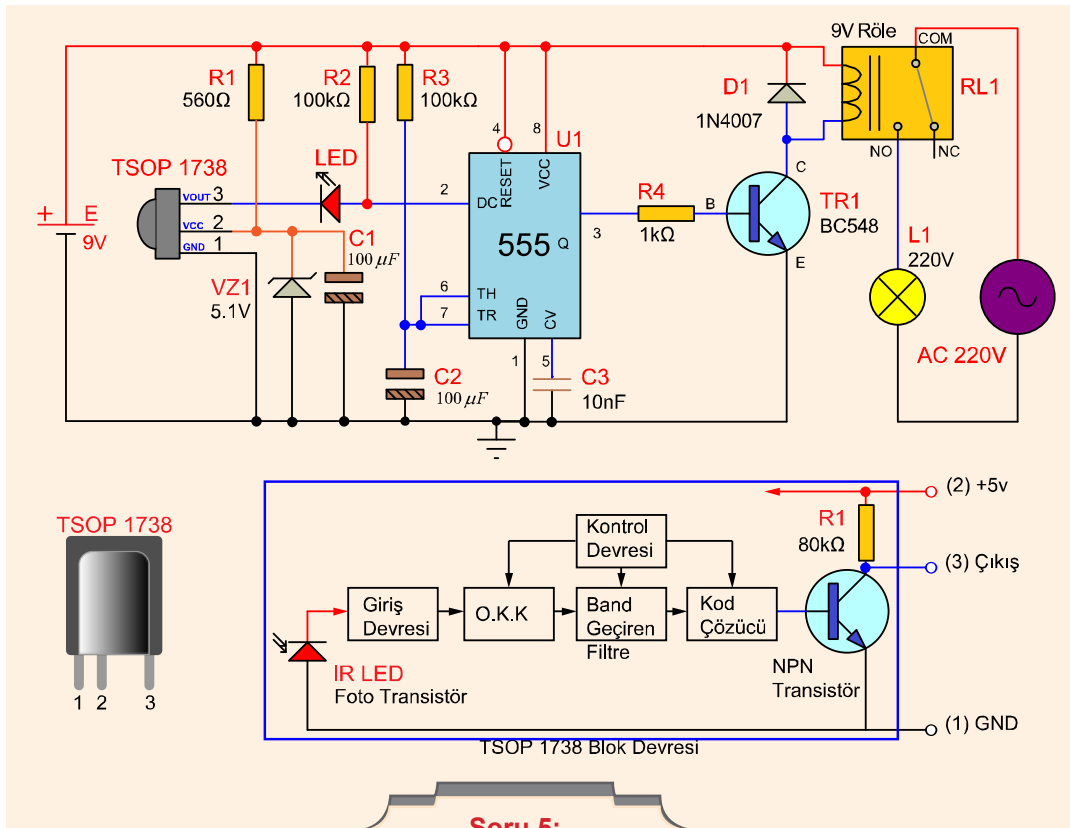 9V Röle
COM
R1
560Ω
R2
100kΩ
R3
100kΩ
D1
1N4007
RL1
4
8
U1
NO
NC
TSOP 1738
LED
RESET
VCC
C
VOUT 3
2
DC
R4
B
TR1
BC548
+
E
9V
VCC 2
GND 1
C1
100 μF
555
Q
3
1kΩ
E
L1
220V
VZ1
5.1V
6
TH
7
TR
GND
CV
AC 220V
1
5
C2
100 μF
C3
10nF
(2) +5v
TSOP 1738
Kontrol
Devresi
R1
80kΩ
(3) Çıkış
Giriş
Devresi
O.K.K
Band
Geçiren
Filtre
Kod
Çözücü
IR LED
Foto Transistör
NPN
Transistör
1 2 3
(1) GND
TSOP 1738 Blok Devresi
Soru 5: